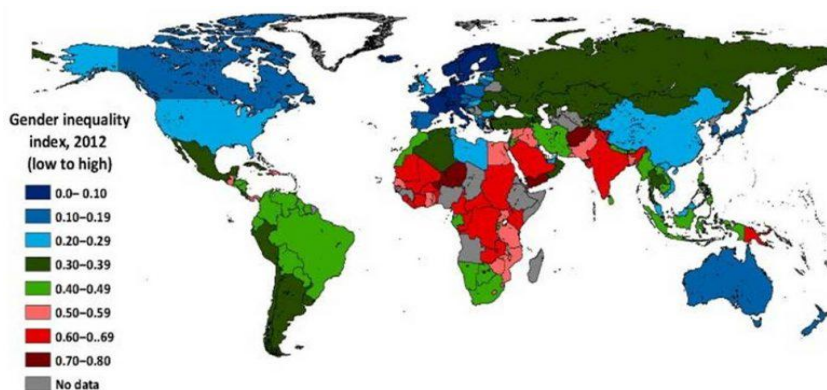 Gender inequality
index, 2012
(low to high)
0.0– 0.10
0.10–0.19
0.20–0.29
0.30–0.39
0.40–0.49
0.50–0.59
0.60–0..69
0.70–0.80
No data